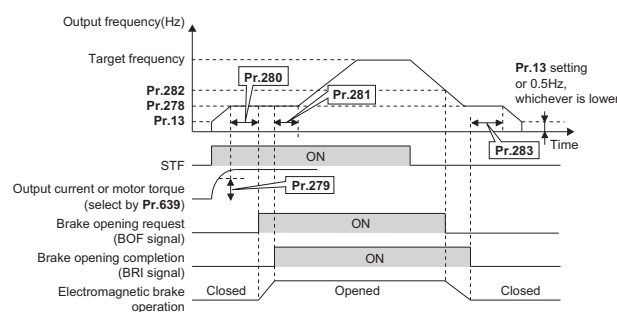 Output frequency(Hz)
Target frequency
Pr.280
Pr.13 setting
or 0.5Hz,
whichever is lower
Pr.282
Pr.281
Pr.278
Pr.13
Pr.283
Time
STF
ON
Output current or motor torque
(select by Pr.639)
Pr.279
Brake opening request
(BOF signal)
ON
Brake opening completion
(BRI signal)
ON
Electromagnetic brake
operation
Closed
Opened
Closed